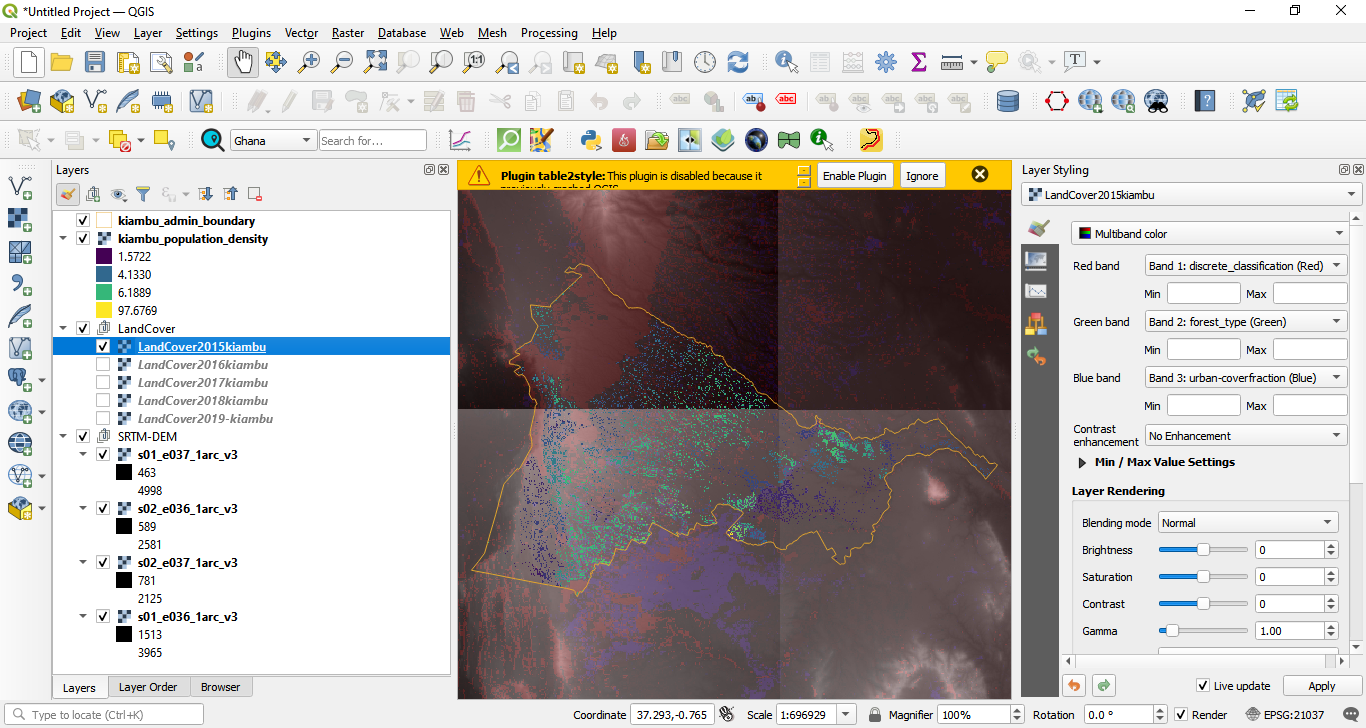 *Untitled Project — QGIS
Project Edit View Layer Settings Plugins Vector Raster Database Web Mesh Processing Help
Ghana
Search for...
Layers
kiambu_admin_boundary
kiambu_population_density
1.5722
4.1330
6.1889
97.6769
LandCover
LandCover2015kiambu
LandCover2016kiambu
LandCover2017kiambu
LandCover2018kiambu
LandCover2019-kiambu
SRTM-DEM
s01_e037_1arc_v3
463
4998
s02_e036_1arc_v3
589
2581
s02_e037_1arc_v3
781
2125
s01_e036_1arc_v3
1513
3965
Layers Layer Order Browser
Plugin table2style: This plugin is disabled because it
previously crashed QGIS
Enable Plugin Ignore
Layer Styling
LandCover2015kiambu
Multiband color
Red band Band 1: discrete_classification (Red)
Min Max
Green band Band 2: forest_type (Green)
Min Max
Blue band Band 3: urban-coverfraction (Blue)
Min Max
Contrast
enhancement No Enhancement
Min / Max Value Settings
Layer Rendering
Blending mode Normal
Brightness 0
Saturation 0
Contrast 0
Gamma 1.00
Live update Apply
Type to locate (Ctrl+K)
Coordinate 37.293,-0.765 Scale 1:696929 Magnifier 100% Rotation 0.0 ° Render EPSG:21037